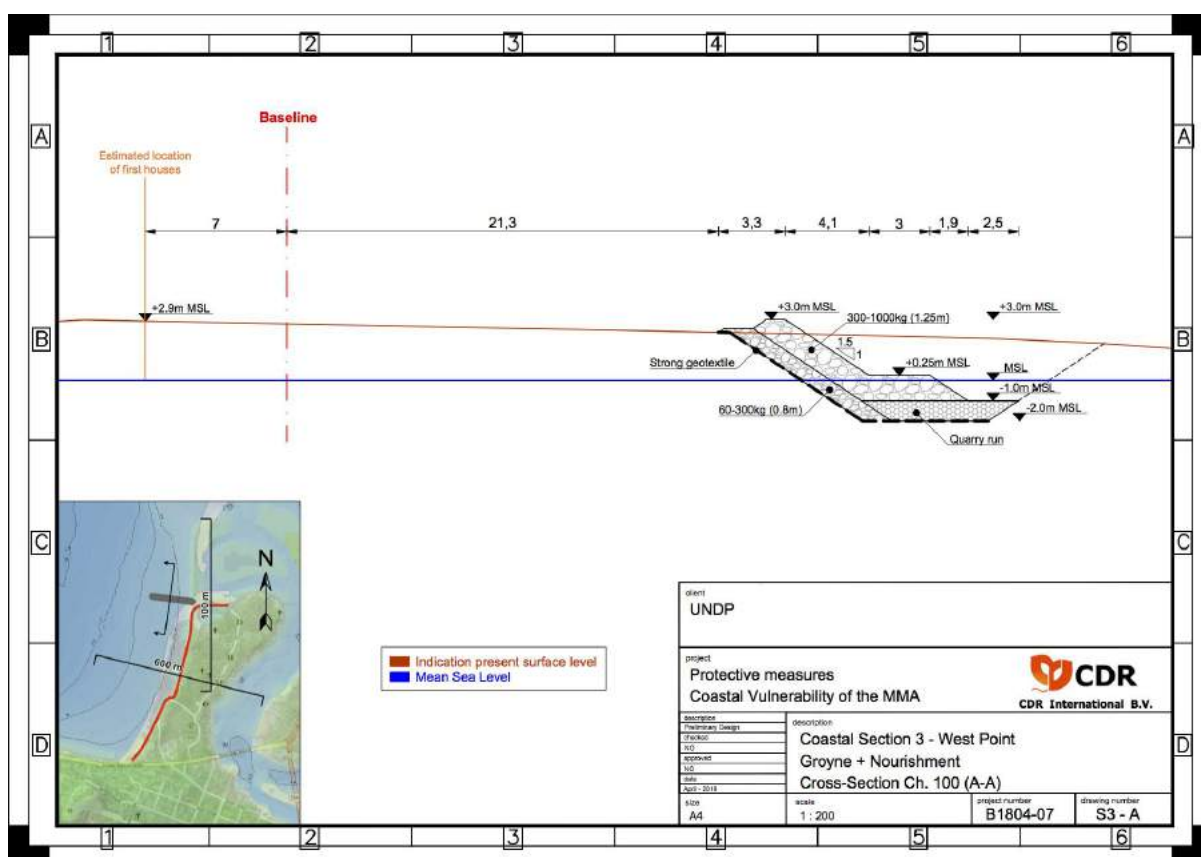 1 2 3 4 5 6
A A
Baseline
Estimated location
of first houses
7 21,3 3,3 4,1 3 1,9 2,5
+2.9m MSL
+3.0m MSL
+3.0m MSL
300-1000kg (1.25m)
B B
1.5
1
Strong geotextile
+0.25m MSL
MSL
-1.0m MSL
60-300kg (0.8m)
-2.0m MSL
Quarry run
C C
N
100 m
600 m
Indication present surface level
Mean Sea Level
client
UNDP
project
Protective measures
Coastal Vulnerability of the MMA
CDR
CDR International B.V.
description
Preliminary Design
checked
NO
approved
NO
date
April - 2018
description
Coastal Section 3 - West Point
Groyne + Nourishment
Cross-Section Ch. 100 (A-A)
D D
size
A4
scale
1 : 200
project number
B1804-07
drawing number
S3 - A
1 2 3 4 5 6